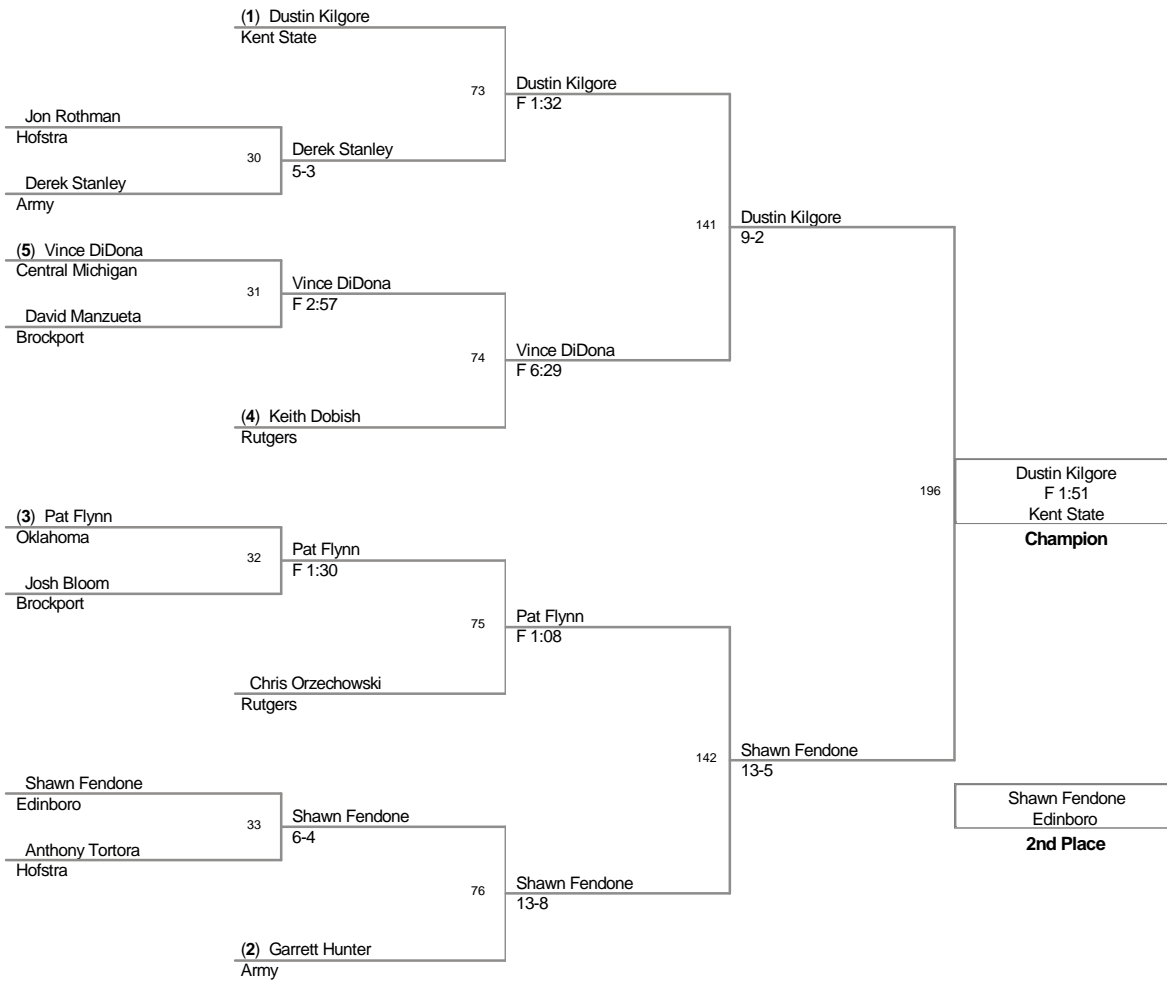 (1) Dustin Kilgore
Kent State
73
Dustin Kilgore
F 1:32
Jon Rothman
Hofstra
30
Derek Stanley
5-3
Derek Stanley
Army
141
Dustin Kilgore
9-2
(5) Vince DiDona
Central Michigan
31
Vince DiDona
F 2:57
David Manzueta
Brockport
74
Vince DiDona
F 6:29
(4) Keith Dobish
Rutgers
196
Dustin Kilgore
F 1:51
Kent State
Champion
(3) Pat Flynn
Oklahoma
32
Pat Flynn
F 1:30
Josh Bloom
Brockport
75
Pat Flynn
F 1:08
Chris Orzechowski
Rutgers
142
Shawn Fendone
13-5
Shawn Fendone
Edinboro
33
Shawn Fendone
6-4
Anthony Tortora
Hofstra
76
Shawn Fendone
13-8
(2) Garrett Hunter
Army
Shawn Fendone
Edinboro
2nd Place